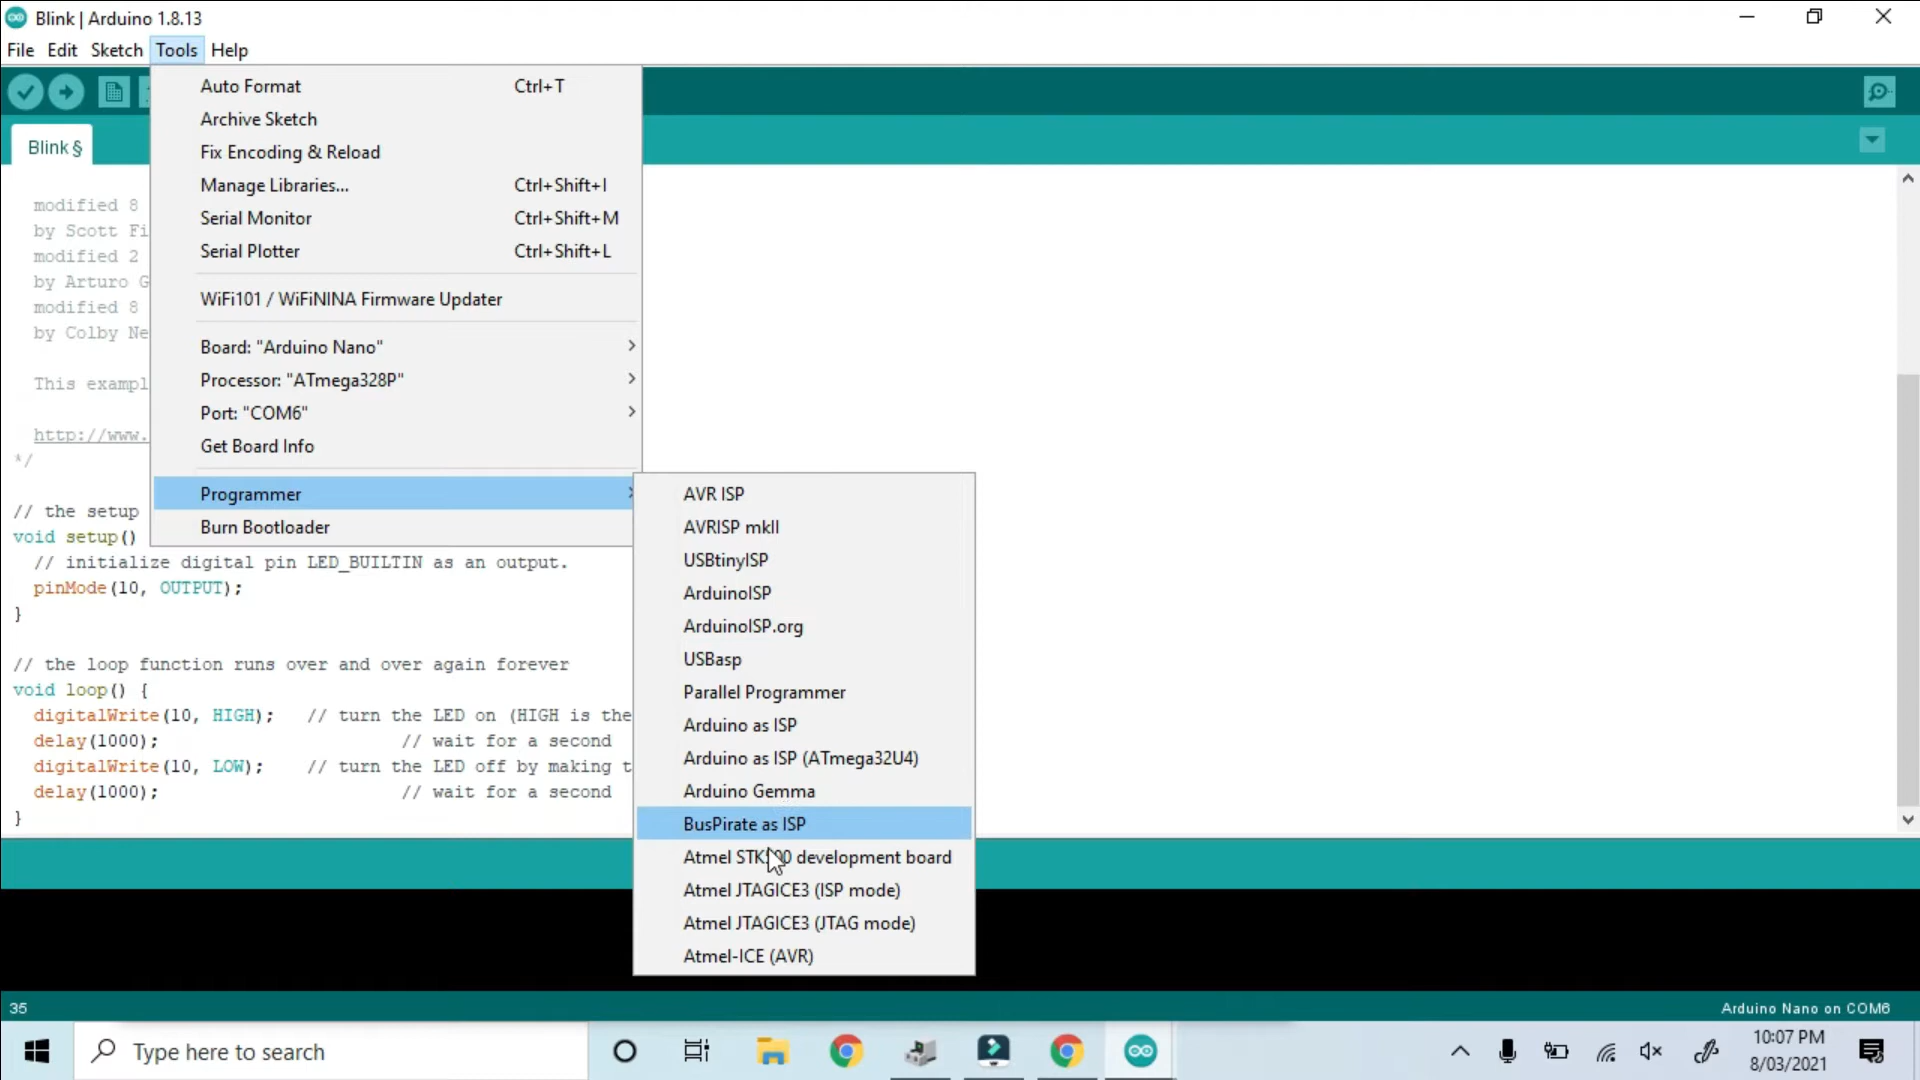 Blink | Arduino 1.8.13
File Edit Sketch Tools Help
Blink §
Auto Format Ctrl+T
Archive Sketch
Fix Encoding & Reload
Manage Libraries... Ctrl+Shift+I
Serial Monitor Ctrl+Shift+M
Serial Plotter Ctrl+Shift+L
WiFi101 / WiFiNINA Firmware Updater
Board: "Arduino Nano"
Processor: "ATmega328P"
Port: "COM6"
Get Board Info
Programmer
Burn Bootloader
AVR ISP
AVRISP mkII
USBtinyISP
ArduinoISP
ArduinoISP.org
USBasp
Parallel Programmer
Arduino as ISP
Arduino as ISP (ATmega32U4)
Arduino Gemma
BusPirate as ISP
Atmel STK500 development board
Atmel JTAGICE3 (ISP mode)
Atmel JTAGICE3 (JTAG mode)
Atmel-ICE (AVR)
modified 8
by Scott Fi
modified 2
by Arturo G
modified 8
by Colby Ne
This exampl
http://www.
*/
// the setup
void setup()
// initialize digital pin LED_BUILTIN as an output.
pinMode(10, OUTPUT);
}
// the loop function runs over and over again forever
void loop() {
digitalWrite(10, HIGH); // turn the LED on (HIGH is the
delay(1000); // wait for a second
digitalWrite(10, LOW); // turn the LED off by making t
delay(1000); // wait for a second
}
35
Arduino Nano on COM6
Type here to search
10:07 PM
8/03/2021